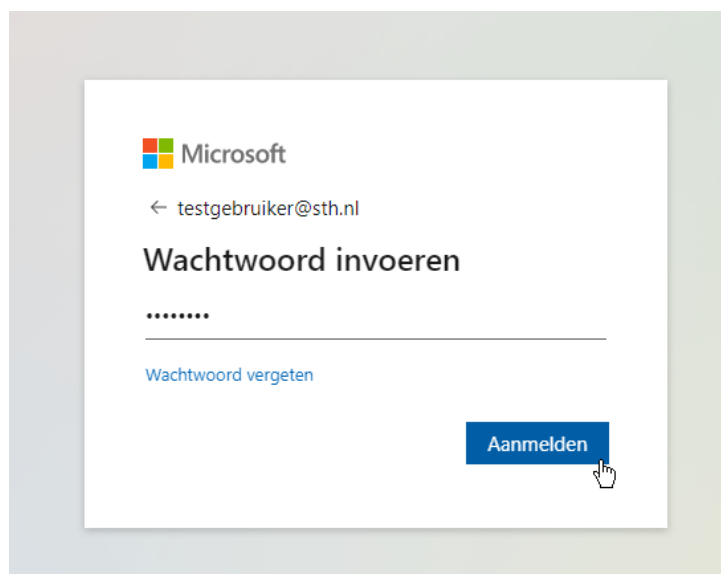 Microsoft
← testgebruiker@sth.nl
Wachtwoord invoeren
••••••••
Wachtwoord vergeten
Aanmelden